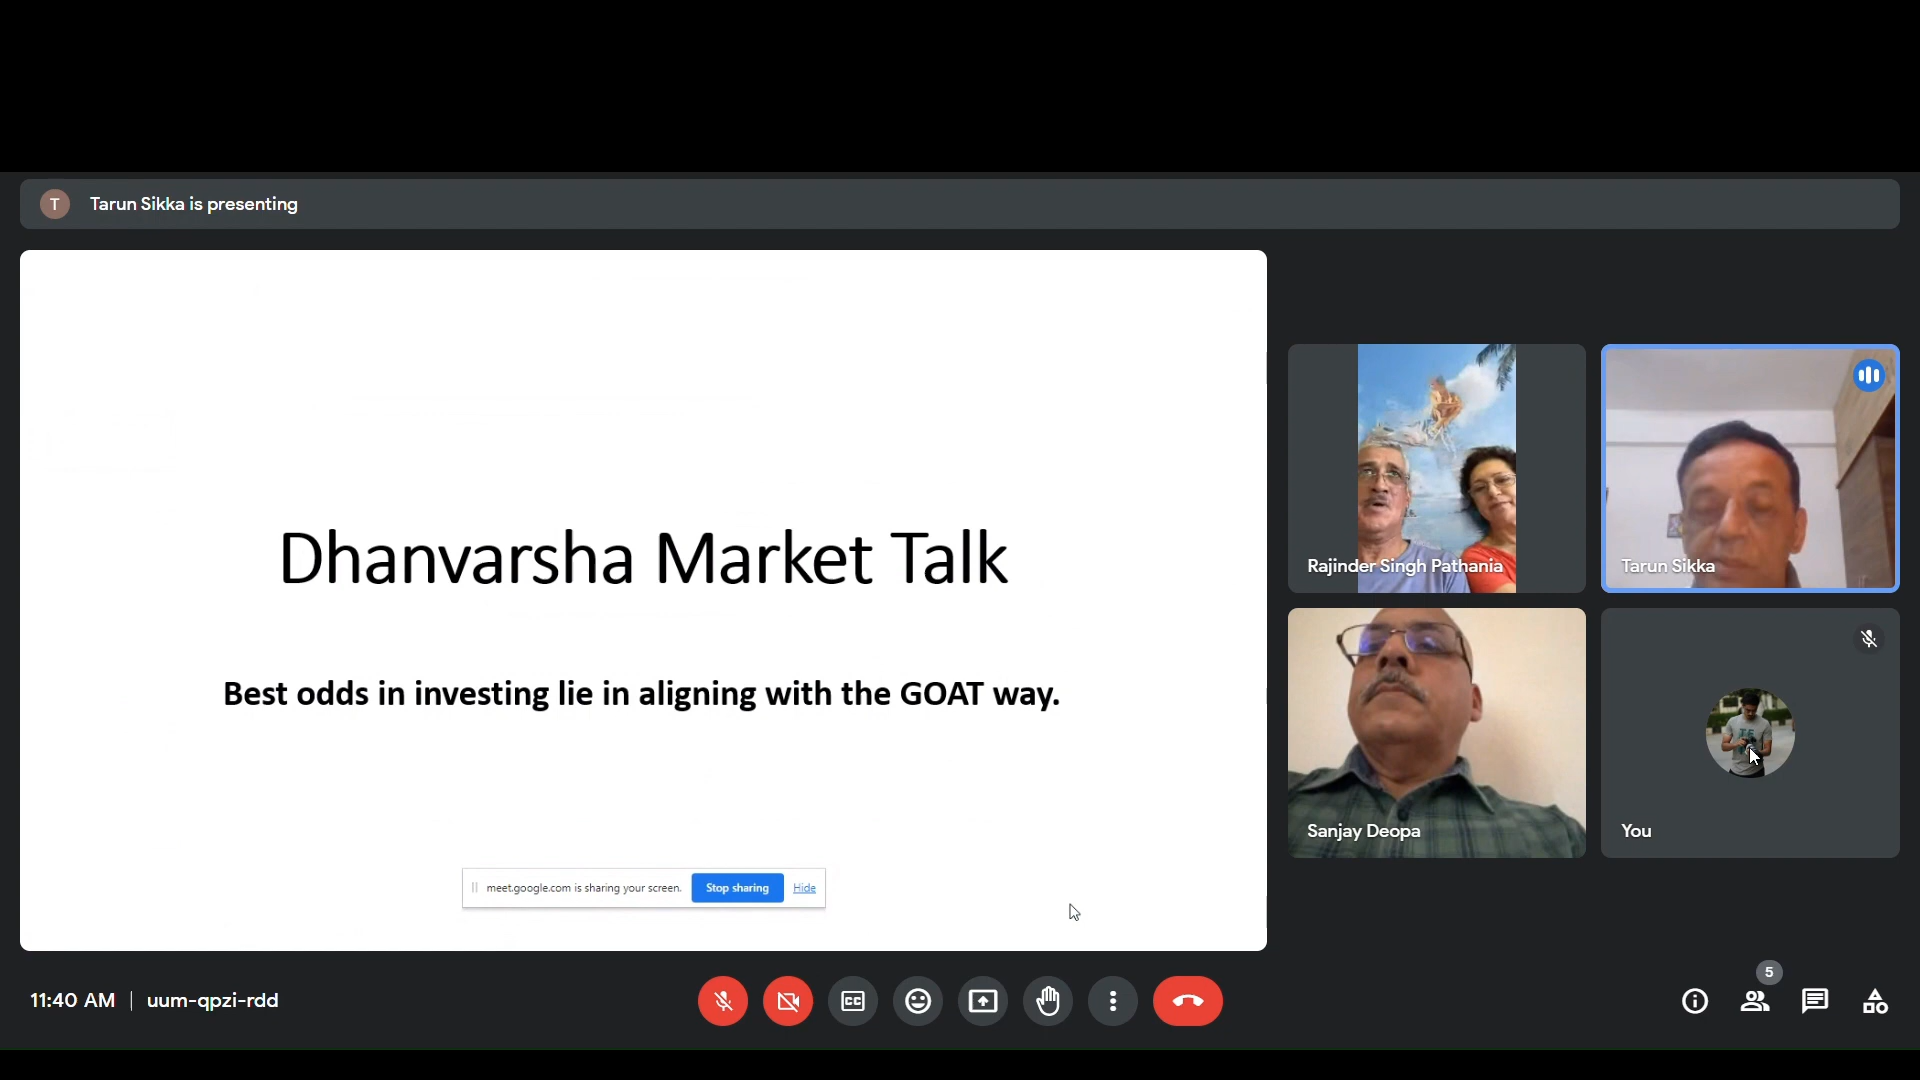 T
Tarun Sikka is presenting
Dhanvarsha Market Talk
Best odds in investing lie in aligning with the GOAT way.
meet.google.com is sharing your screen.
Stop sharing
Hide
Rajinder Singh Pathania
Tarun Sikka
Sanjay Deopa
You
11:40 AM | uum-qpzi-rdd
CC
5